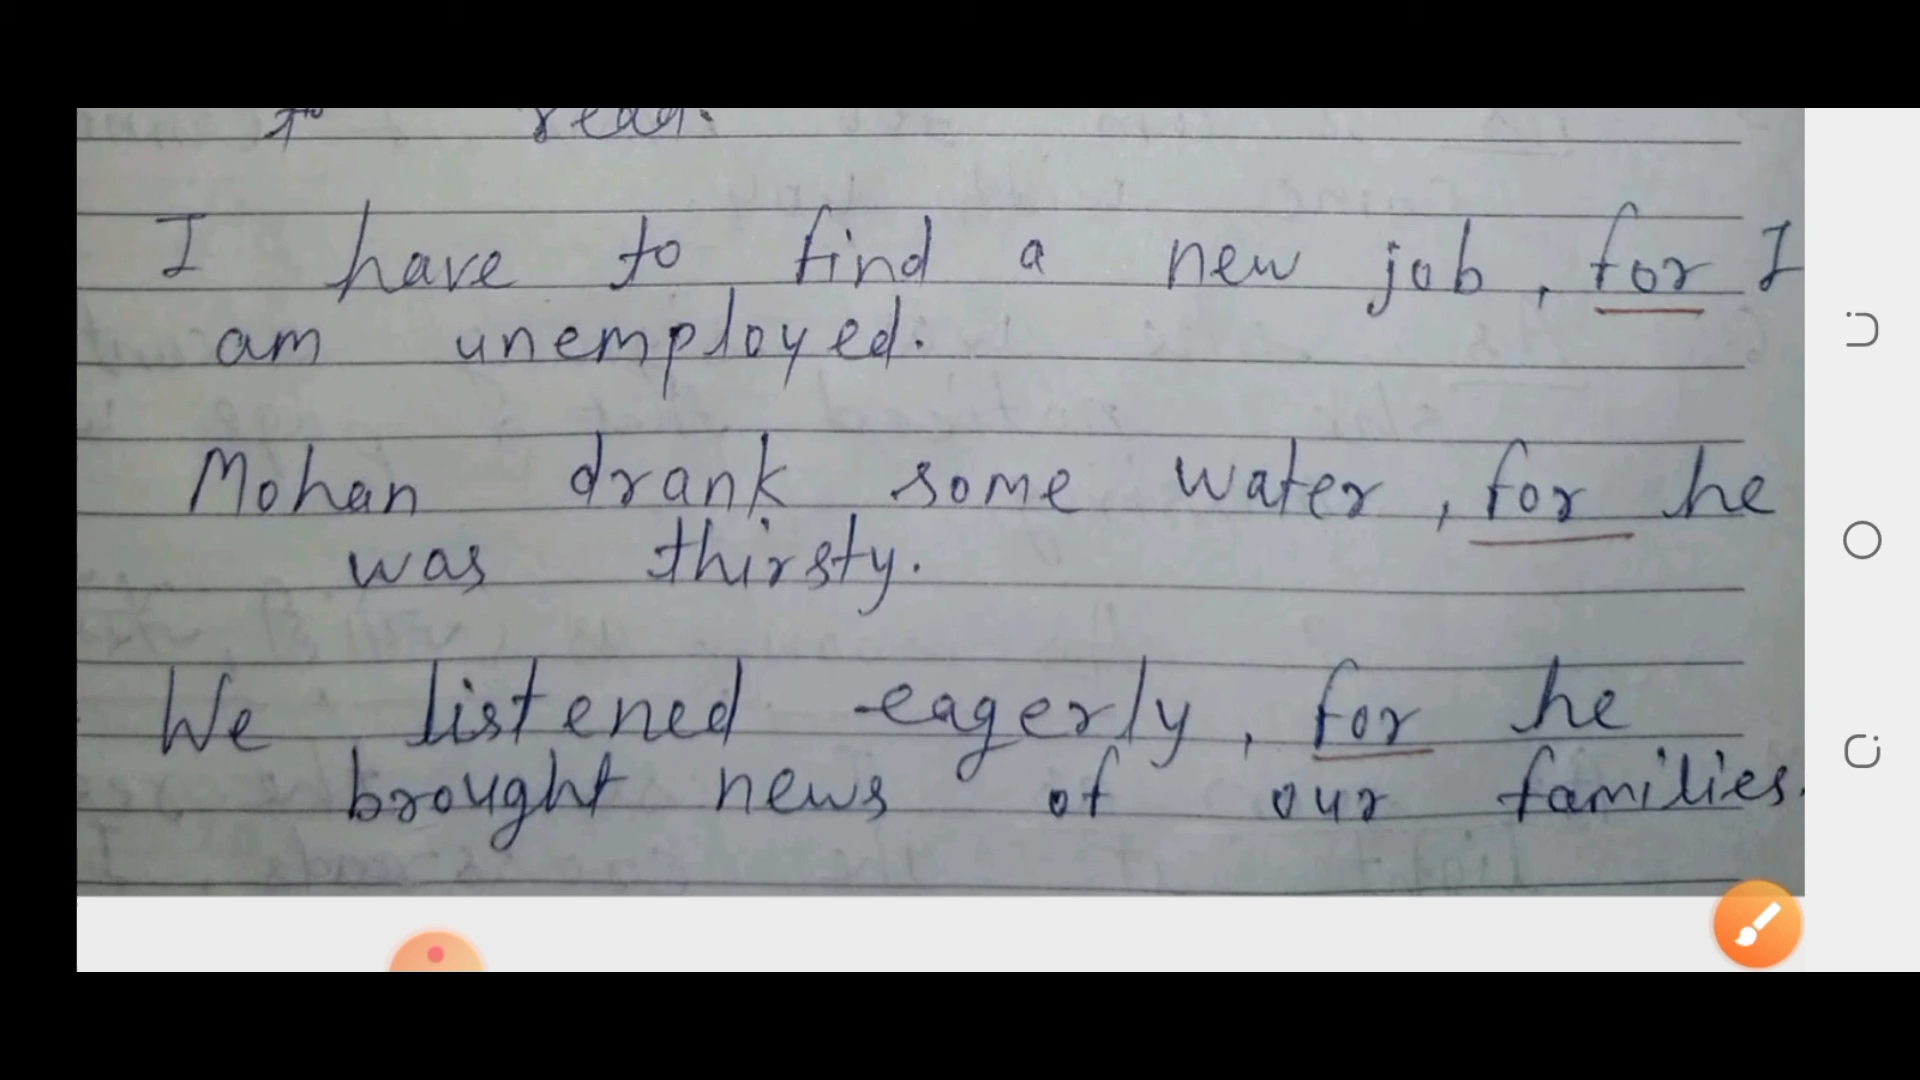 read.
I have to find a new job, for I
am unemployed.
Mohan drank some water, for he
was thirsty.
We listened eagerly, for he
brought news of our families.